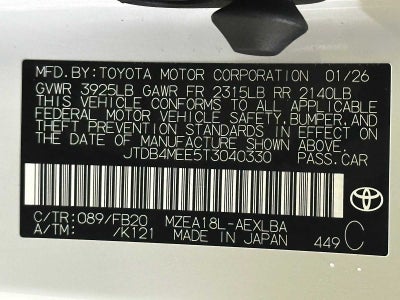 MFD.BY:TOYOTA MOTOR CORPORATION 01/26
GVWR 3925LB GAWR FR 2315LB RR 2140LB
THIS VEHICLE CONFORMS TO ALL APPLICABLE
FEDERAL MOTOR VEHICLE SAFETY,BUMPER,AND
THEFT PREVENTION STANDARDS IN EFFECT ON
THE DATE OF MANUFACTURE SHOWN ABOVE.
JTDB4MEE5T3040330 PASS.CAR
TOYOTA
C/TR:089/FB20 MZEA18L-AEXLBA
A/TM: /K121 MADE IN JAPAN 449 C